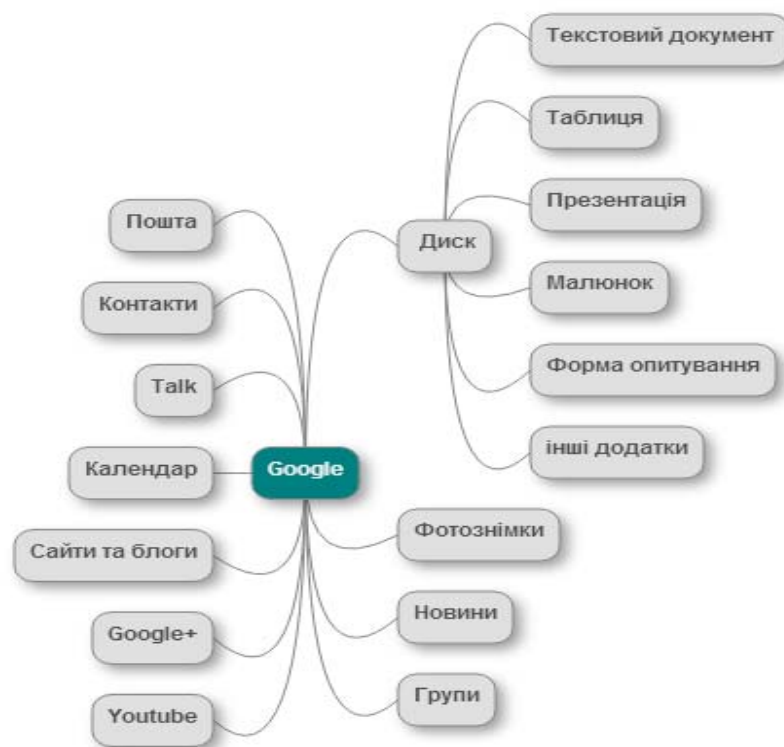 Текстовий документ
Таблиця
Презентація
Малюнок
Форма опитування
інші додатки
Диск
Пошта
Контакти
Talk
Календар
Сайти та блоги
Google+
Youtube
Google
Фотознімки
Новини
Групи